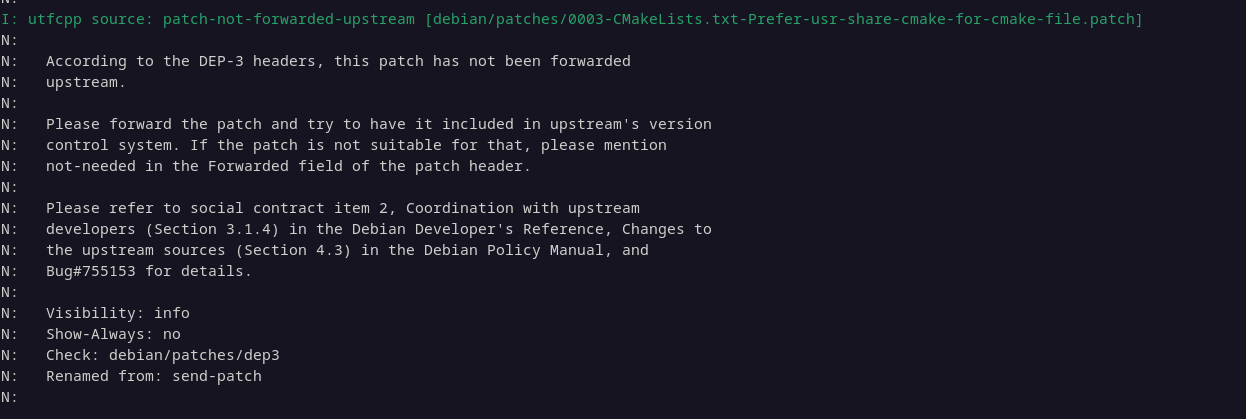 N:
I: utfcpp source: patch-not-forwarded-upstream [debian/patches/0003-CMakeLists.txt-Prefer-usr-share-cmake-for-cmake-file.patch]
N:
N:   According to the DEP-3 headers, this patch has not been forwarded
N:   upstream.
N:
N:   Please forward the patch and try to have it included in upstream's version
N:   control system. If the patch is not suitable for that, please mention
N:   not-needed in the Forwarded field of the patch header.
N:
N:   Please refer to social contract item 2, Coordination with upstream
N:   developers (Section 3.1.4) in the Debian Developer's Reference, Changes to
N:   the upstream sources (Section 4.3) in the Debian Policy Manual, and
N:   Bug#755153 for details.
N:
N:   Visibility: info
N:   Show-Always: no
N:   Check: debian/patches/dep3
N:   Renamed from: send-patch
N: